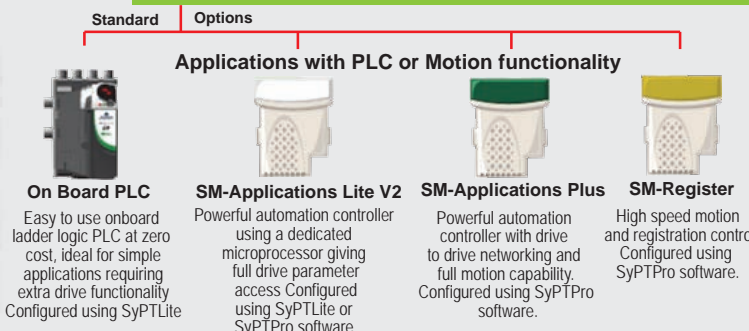 Standard
Options
Applications with PLC or Motion functionality
On Board PLC
Easy to use onboard
ladder logic PLC at zero
cost, ideal for simple
applications requiring
extra drive functionality
Configured using SyPTLite
SM-Applications Lite V2
Powerful automation controller
using a dedicated
microprocessor giving
full drive parameter
access Configured
using SyPTLite or
SyPTPro software
SM-Applications Plus
Powerful automation
controller with drive
to drive networking and
full motion capability.
Configured using SyPTPro
software.
SM-Register
High speed motion
and registration contro
Configured using
SyPTPro software.